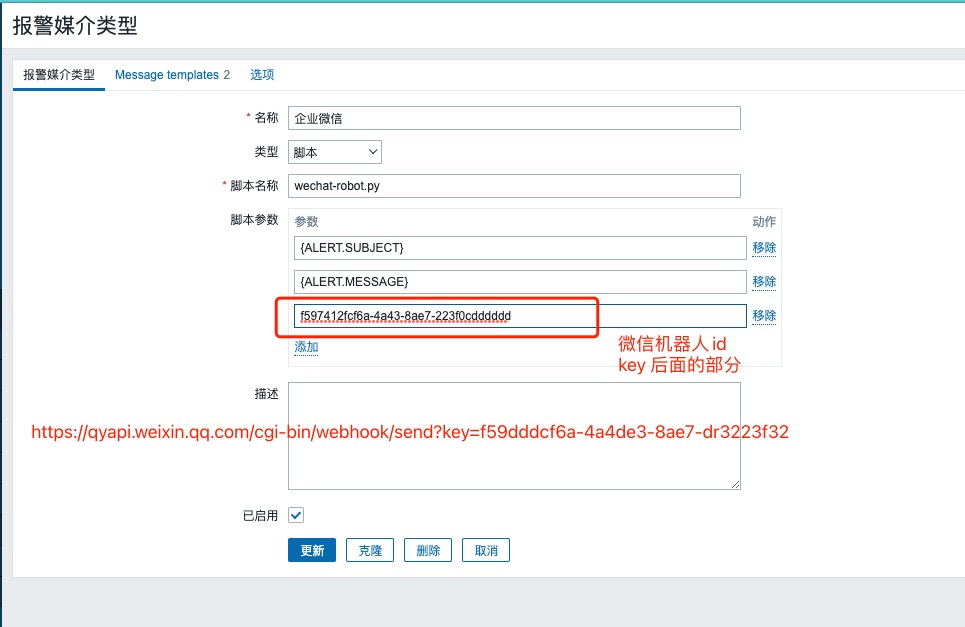 报警媒介类型
报警媒介类型 Message templates 2 选项
* 名称 企业微信
类型 脚本
* 脚本名称 wechat-robot.py
脚本参数 参数 动作
{ALERT.SUBJECT} 移除
{ALERT.MESSAGE} 移除
f597412fcf6a-4a43-8ae7-223f0cdddddd 移除
添加
微信机器人id
key 后面的部分
描述
https://qyapi.weixin.qq.com/cgi-bin/webhook/send?key=f59dddcf6a-4a4de3-8ae7-dr3223f32
已启用
更新 克隆 删除 取消